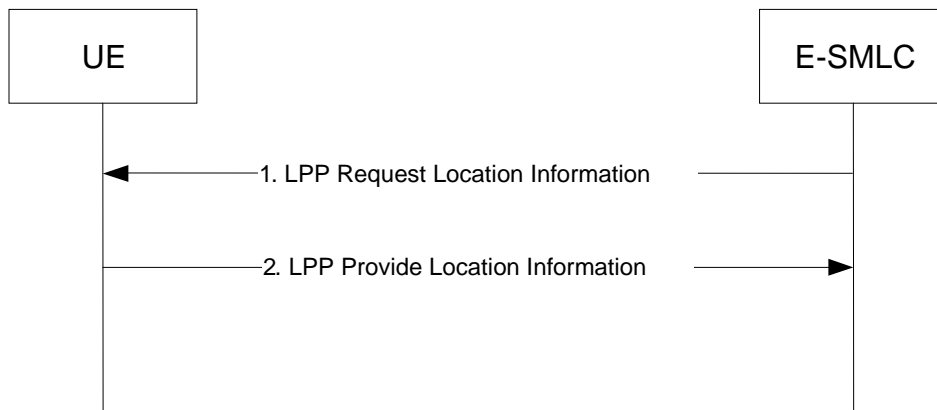 UE
E-SMLC
1. LPP Request Location Information
2. LPP Provide Location Information